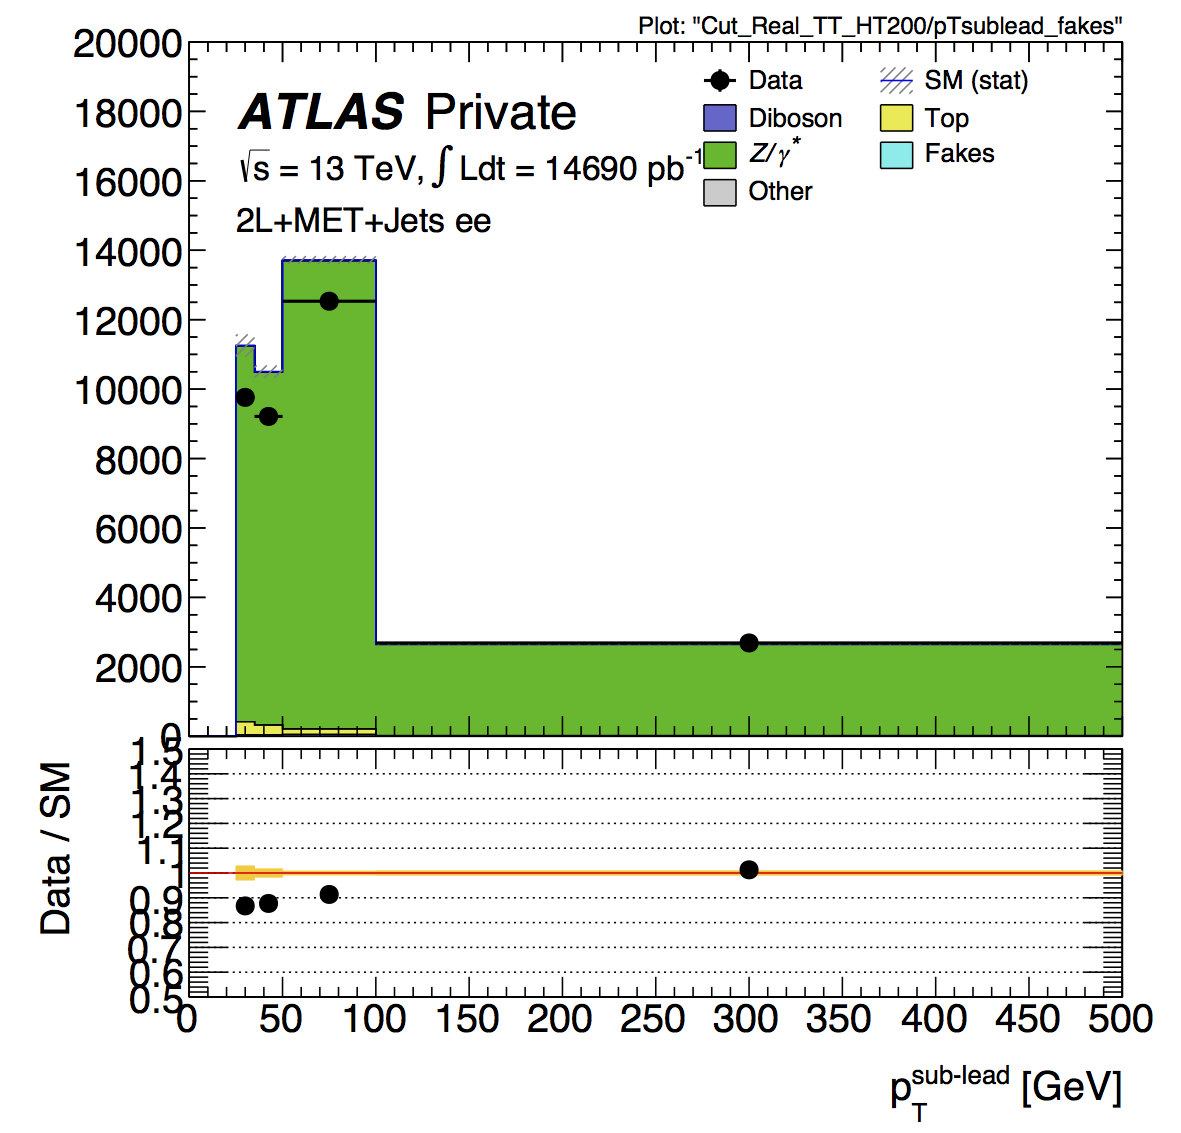 Plot: "Cut_Real_TT_HT200/pTsublead_fakes"
20000
18000
16000
14000
12000
10000
8000
6000
4000
2000
0
ATLAS Private
√s = 13 TeV, ∫ Ldt = 14690 pb-1
2L+MET+Jets ee
Data
SM (stat)
Diboson
Top
Z/γ*
Fakes
Other
Data / SM
1.5
1.4
1.3
1.2
1.1
1
0.9
0.8
0.7
0.6
0.5
0 50 100 150 200 250 300 350 400 450 500
pTsub-lead [GeV]